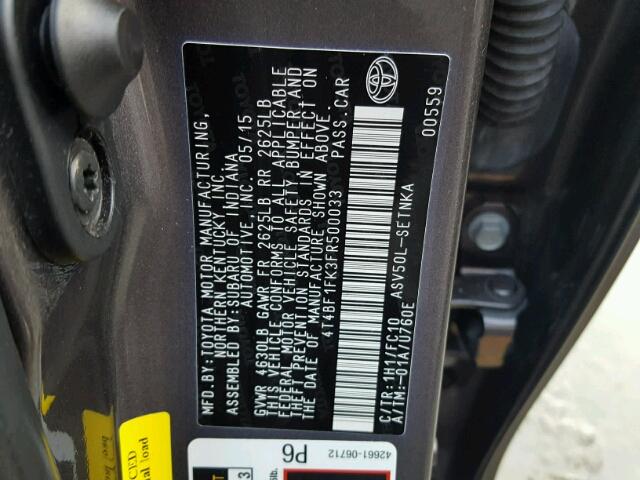 MFD.BY:TOYOTA MOTOR MANUFACTURING,
NORTHERN KENTUCKY, INC.
ASSEMBLED BY:SUBARU OF INDIANA
AUTOMOTIVE, INC. 05/15
GVWR 4630LB GAWR FR 2625LB RR 2625LB
THIS VEHICLE CONFORMS TO ALL APPLICABLE
FEDERAL MOTOR VEHICLE SAFETY, BUMPER AND
THEFT PREVENTION STANDARDS IN EFFECT ON
THE DATE OF MANUFACTURE SHOWN ABOVE.
4T4BF1FK3FR500033 PASS.CAR
C/TR:1H1/FC10 ASV50L-SETNKA
A/TM:-01A/U760E
00559
42661-06712
P6